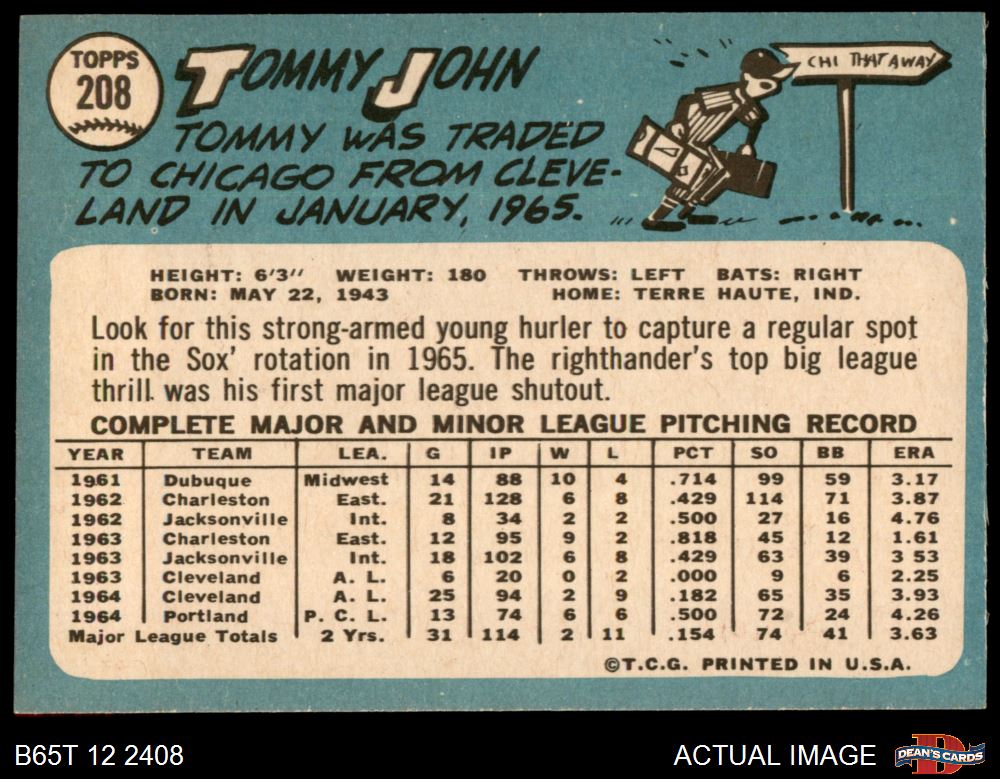 TOPPS
208
TOMMY JOHN
CHI THATAWAY
TOMMY WAS TRADED
TO CHICAGO FROM CLEVE-
LAND IN JANUARY, 1965.
HEIGHT: 6'3" WEIGHT: 180 THROWS: LEFT BATS: RIGHT
BORN: MAY 22, 1943 HOME: TERRE HAUTE, IND.
Look for this strong-armed young hurler to capture a regular spot
in the Sox' rotation in 1965. The righthander's top big league
thrill was his first major league shutout.
COMPLETE MAJOR AND MINOR LEAGUE PITCHING RECORD
YEAR TEAM LEA. G IP W L PCT SO BB ERA
1961 Dubuque Midwest 14 88 10 4 .714 99 59 3.17
1962 Charleston East. 21 128 6 8 .429 114 71 3.87
1962 Jacksonville Int. 8 34 2 2 .500 27 16 4.76
1963 Charleston East. 12 95 9 2 .818 45 12 1.61
1963 Jacksonville Int. 18 102 6 8 .429 63 39 3 53
1963 Cleveland A. L. 6 20 0 2 .000 9 6 2.25
1964 Cleveland A. L. 25 94 2 9 .182 65 35 3.93
1964 Portland P. C. L. 13 74 6 6 .500 72 24 4.26
Major League Totals 2 Yrs. 31 114 2 11 .154 74 41 3.63
©T.C.G. PRINTED IN U.S.A.
B65T 12 2408 ACTUAL IMAGE DEAN'S CARDS